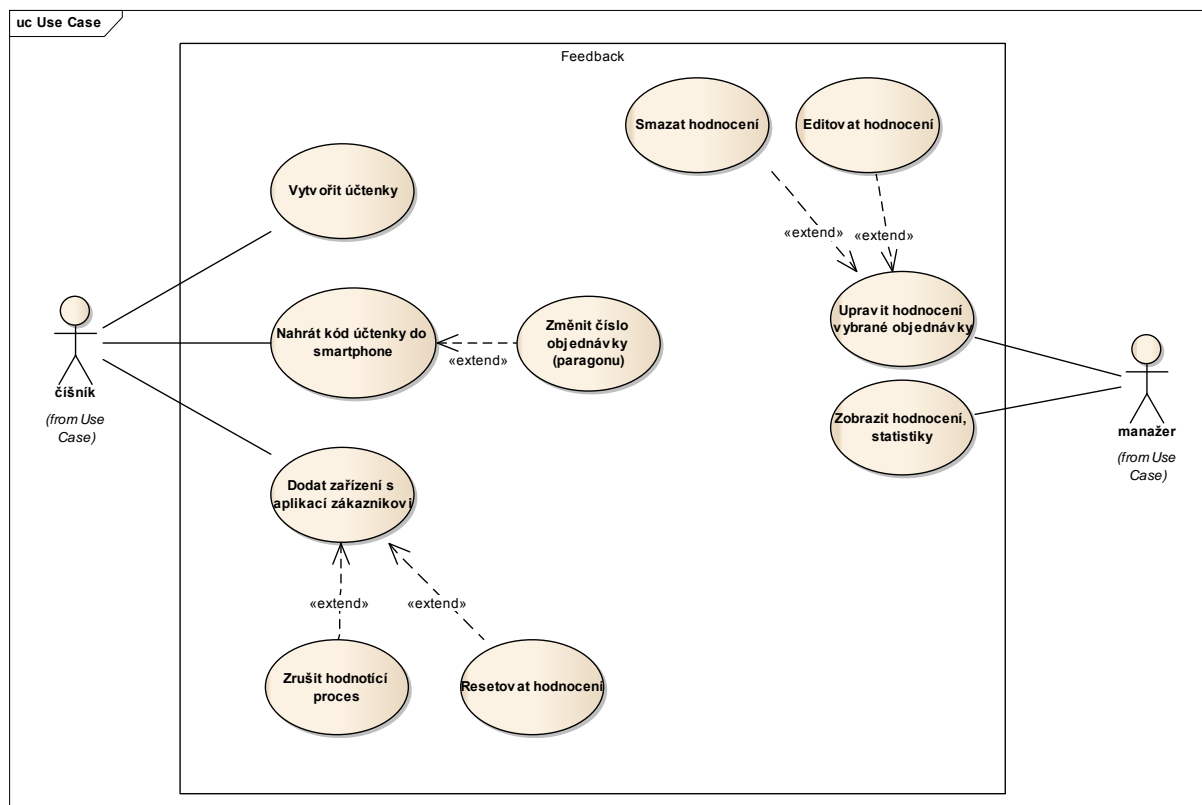 uc Use Case
Feedback
Smazat hodnocení
Editovat hodnocení
Vytvořit účtenky
«extend»
«extend»
Nahrát kód účtenky do
smartphone
«extend»
Změnit číslo
objednávky
(paragonu)
Upravit hodnocení
vybrané objednávky
číšník
(from Use
Case)
Zobrazit hodnocení,
statistiky
manažer
(from Use
Case)
Dodat zařízení s
aplikací zákaznikovi
«extend»
«extend»
Zrušit hodnotící
proces
Resetovat hodnocení